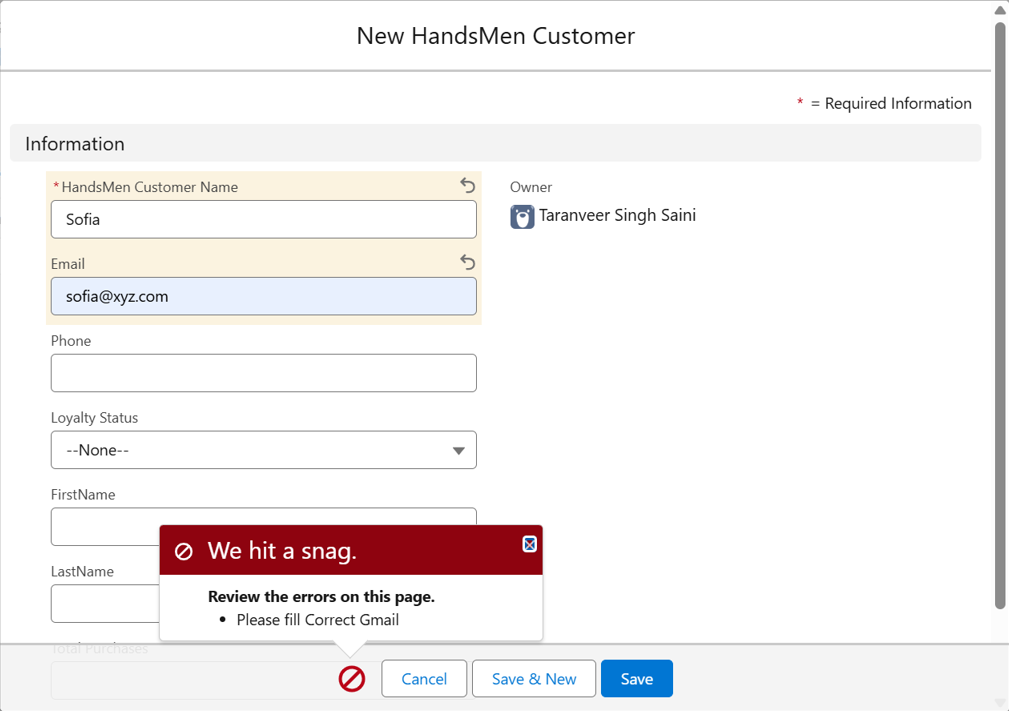 New HandsMen Customer
* = Required Information
Information
*HandsMen Customer Name
Sofia
Owner
Taranveer Singh Saini
Email
sofia@xyz.com
Phone
Loyalty Status
--None--
FirstName
LastName
We hit a snag.
Review the errors on this page.
• Please fill Correct Gmail
Total Purchases
Cancel
Save & New
Save